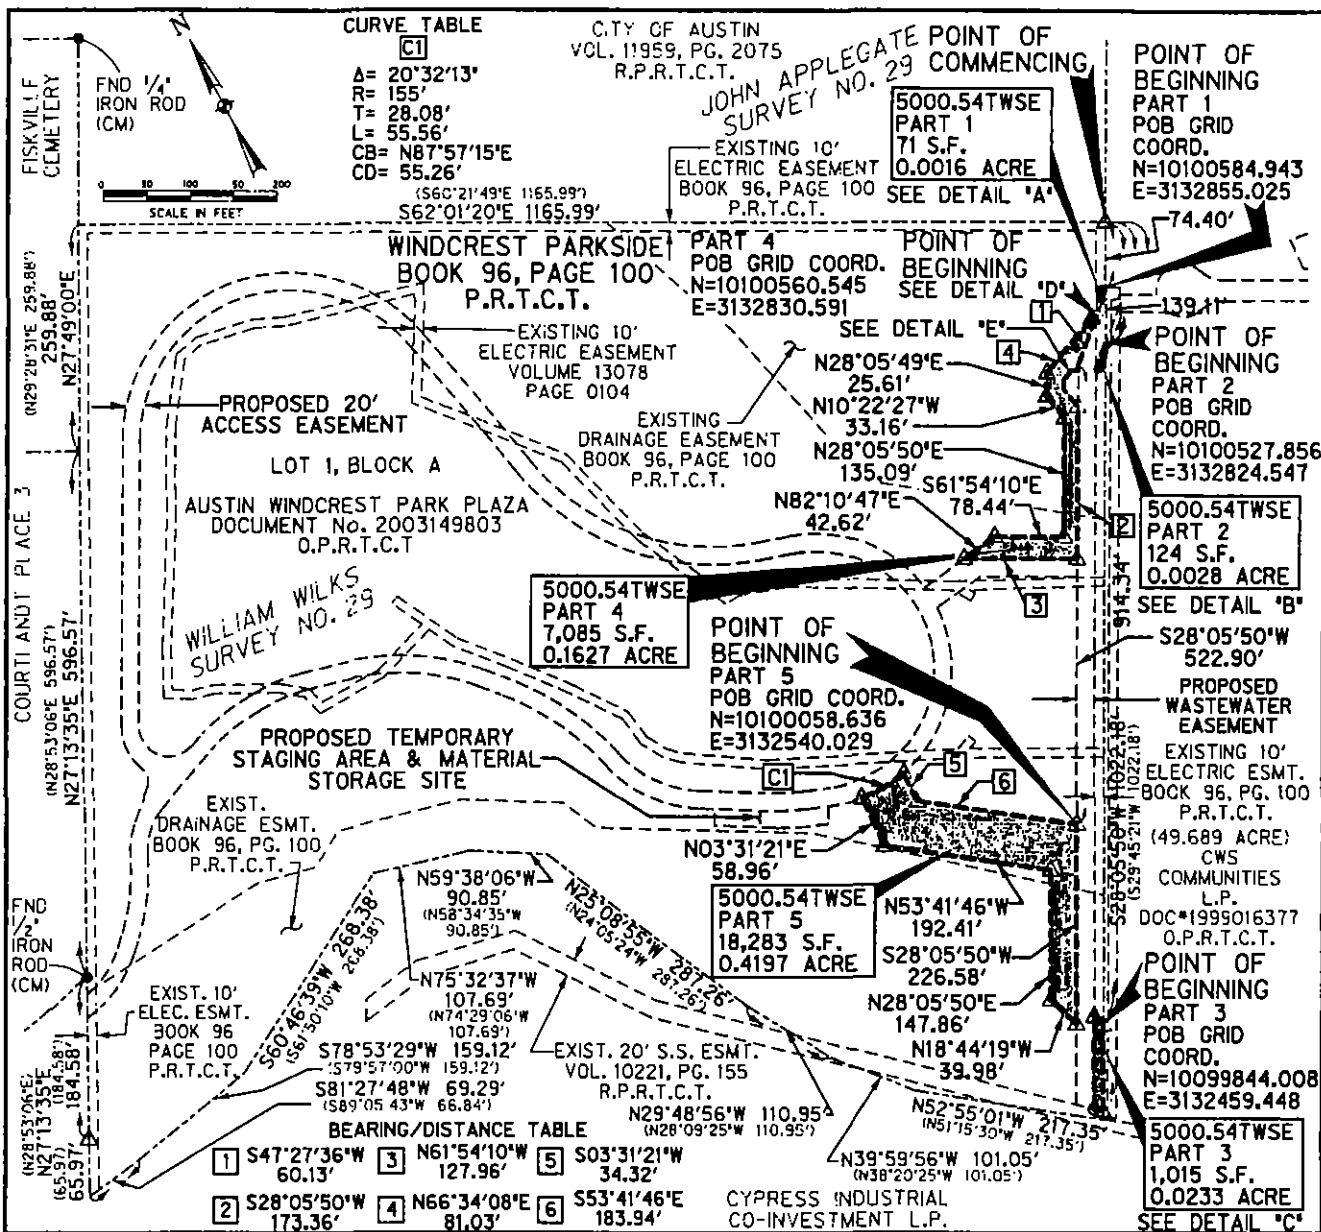 CURVE TABLE
C1
Δ= 20°32'13"
R= 155'
T= 28.08'
L= 55.56'
CB= N87°57'15"E
CD= 55.26'
FISKVILLE
CEMETERY
FND 1/4"
IRON ROD
(CM)
N
0 50 100 50 200
SCALE IN FEET
CITY OF AUSTIN
VOL. 11959, PG. 2075
R.P.R.T.C.T.
JOHN APPLEGATE
SURVEY NO. 29
POINT OF
COMMENCING
5000.54TWSE
PART 1
71 S.F.
0.0016 ACRE
SEE DETAIL "A"
POINT OF
BEGINNING
PART 1
POB GRID
COORD.
N=10100584.943
E=3132855.025
74.40'
139.11'
EXISTING 10'
ELECTRIC EASEMENT
BOOK 96, PAGE 100
P.R.T.C.T.
(S60°21'49"E 1165.99')
S62°01'20"E 1165.99'
WINDCREST PARKSIDE
BOOK 96, PAGE 100
P.R.T.C.T.
PART 4
POB GRID COORD.
N=10100560.545
E=3132830.591
POINT OF
BEGINNING
SEE DETAIL "D"
1
SEE DETAIL "E"
4
(N29°28'31"E 259.88')
259.88'
N27°49'00"E
EXISTING 10'
ELECTRIC EASEMENT
VOLUME 13078
PAGE 0104
N28°05'49"E
25.61'
N10°22'27"W
33.16'
N28°05'50"E
135.09'
S61°54'10"E
78.44'
N82°10'47"E
42.62'
POINT OF
BEGINNING
PART 2
POB GRID
COORD.
N=10100527.856
E=3132824.547
5000.54TWSE
PART 2
124 S.F.
0.0028 ACRE
SEE DETAIL "B"
2
PROPOSED 20'
ACCESS EASEMENT
EXISTING
DRAINAGE EASEMENT
BOOK 96, PAGE 100
P.R.T.C.T.
LOT 1, BLOCK A
AUSTIN WINDCREST PARK PLAZA
DOCUMENT No. 2003149803
O.P.R.T.C.T
WILLIAM WILKS
SURVEY NO. 29
COURTLANDT PLACE 3
(N28°53'06"E 596.57')
N27°13'35"E 596.57'
5000.54TWSE
PART 4
7,085 S.F.
0.1627 ACRE
3
914.34'
S28°05'50"W
522.90'
PROPOSED
WASTEWATER
EASEMENT
POINT OF
BEGINNING
PART 5
POB GRID COORD.
N=10100058.636
E=3132540.029
PROPOSED TEMPORARY
STAGING AREA & MATERIAL
STORAGE SITE
C1
5
6
EXISTING 10'
ELECTRIC ESMT.
BOOK 96, PG. 100
P.R.T.C.T.
(49.689 ACRE)
CWS
COMMUNITIES
L.P.
DOC#1999016377
O.P.R.T.C.T.
S28°05'50"W 1022.18'
(S29°45'21"W 1022.18')
EXIST.
DRAINAGE ESMT.
BOOK 96, PG. 100
P.R.T.C.T.
N03°31'21"E
58.96'
5000.54TWSE
PART 5
18,283 S.F.
0.4197 ACRE
N53°41'46"W
192.41'
S28°05'50"W
226.58'
N28°05'50"E
147.86'
N18°44'19"W
39.98'
POINT OF
BEGINNING
PART 3
POB GRID
COORD.
N=10099844.008
E=3132459.448
5000.54TWSE
PART 3
1,015 S.F.
0.0233 ACRE
SEE DETAIL "C"
FND
1/2"
IRON
ROD
(CM)
N59°38'06"W
90.85'
(N58°34'35"W
90.85')
N25°08'55"W 287.26'
(N24°05'24"W 287.26')
S60°46'39"W 268.38'
(S61°50'10"W 268.38')
N75°32'37"W
107.69'
(N74°29'06"W
107.69')
EXIST. 10'
ELEC. ESMT.
BOOK 96
PAGE 100
P.R.T.C.T.
S78°53'29"W 159.12'
(S79°57'00"W 159.12')
S81°27'48"W 69.29'
(S89°05'43"W 66.84')
EXIST. 20' S.S. ESMT.
VOL. 10221, PG. 155
R.P.R.T.C.T.
N29°48'56"W 110.95'
(N28°09'25"W 110.95')
N52°55'01"W 217.35'
(N51°15'30"W 217.35')
N39°59'56"W 101.05'
(N38°20'25"W 101.05')
(N28°53'06"E)
N27°13'35"E
(184.58')
184.58'
(65.97)
65.97'
BEARING/DISTANCE TABLE
1 S47°27'36"W 60.13'
3 N61°54'10"W 127.96'
5 S03°31'21"W 34.32'
2 S28°05'50"W 173.36'
4 N66°34'08"E 81.03'
6 S53°41'46"E 183.94'
CYPRESS INDUSTRIAL
CO-INVESTMENT L.P.